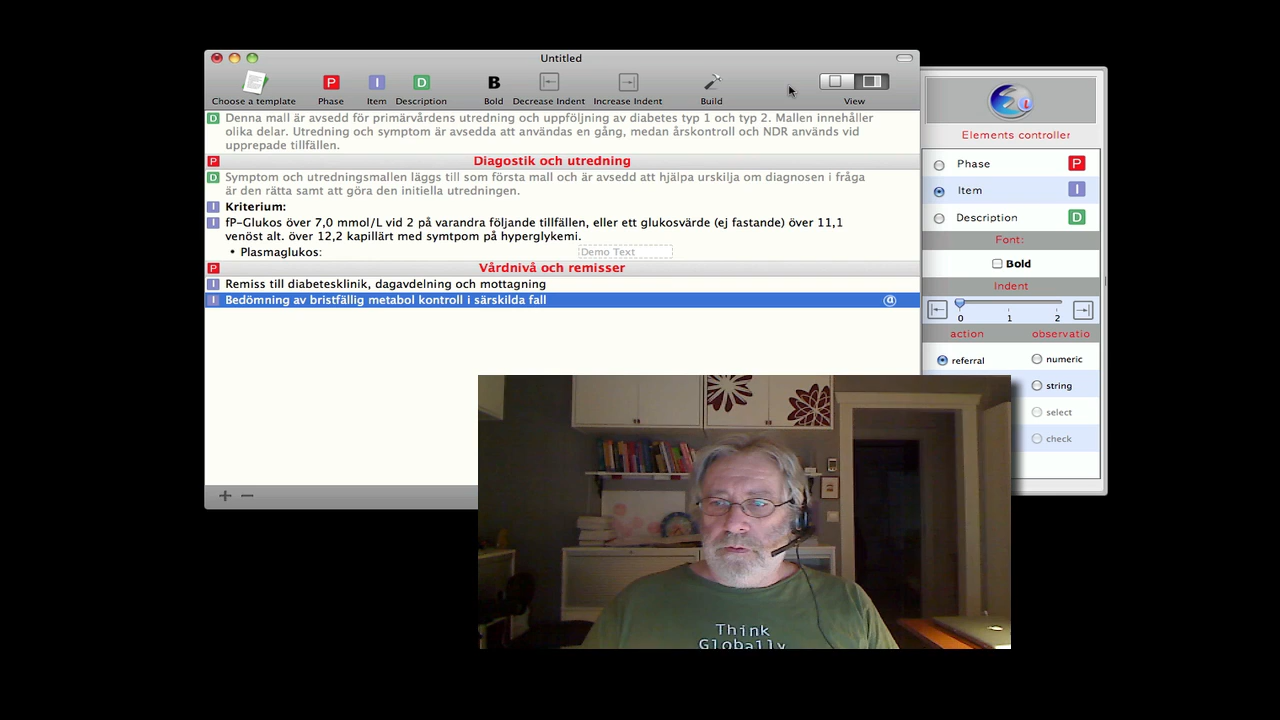 Untitled
Choose a template
P
Phase
I
Item
D
Description
B
Bold
Decrease Indent
Increase Indent
Build
View
D Denna mall är avsedd för primärvårdens utredning och uppföljning av diabetes typ 1 och typ 2. Mallen innehåller
olika delar. Utredning och symptom är avsedda att användas en gång, medan årskontroll och NDR används vid
upprepade tillfällen.
P Diagostik och utredning
D Symptom och utredningsmallen läggs till som första mall och är avsedd att hjälpa urskilja om diagnosen i fråga
är den rätta samt att göra den initiella utredningen.
I Kriterium:
I fP-Glukos över 7,0 mmol/L vid 2 på varandra följande tillfällen, eller ett glukosvärde (ej fastande) över 11,1
venöst alt. över 12,2 kapillärt med symtpom på hyperglykemi.
• Plasmaglukos: Demo Text
P Vårdnivå och remisser
I Remiss till diabetesklinik, dagavdelning och mottagning
I Bedömning av bristfällig metabol kontroll i särskilda fall @
+ −
Elements controller
Phase P
Item I
Description D
Font:
Bold
Indent
0 1 2
action observatio
referral numeric
string
select
check
Think
Globally